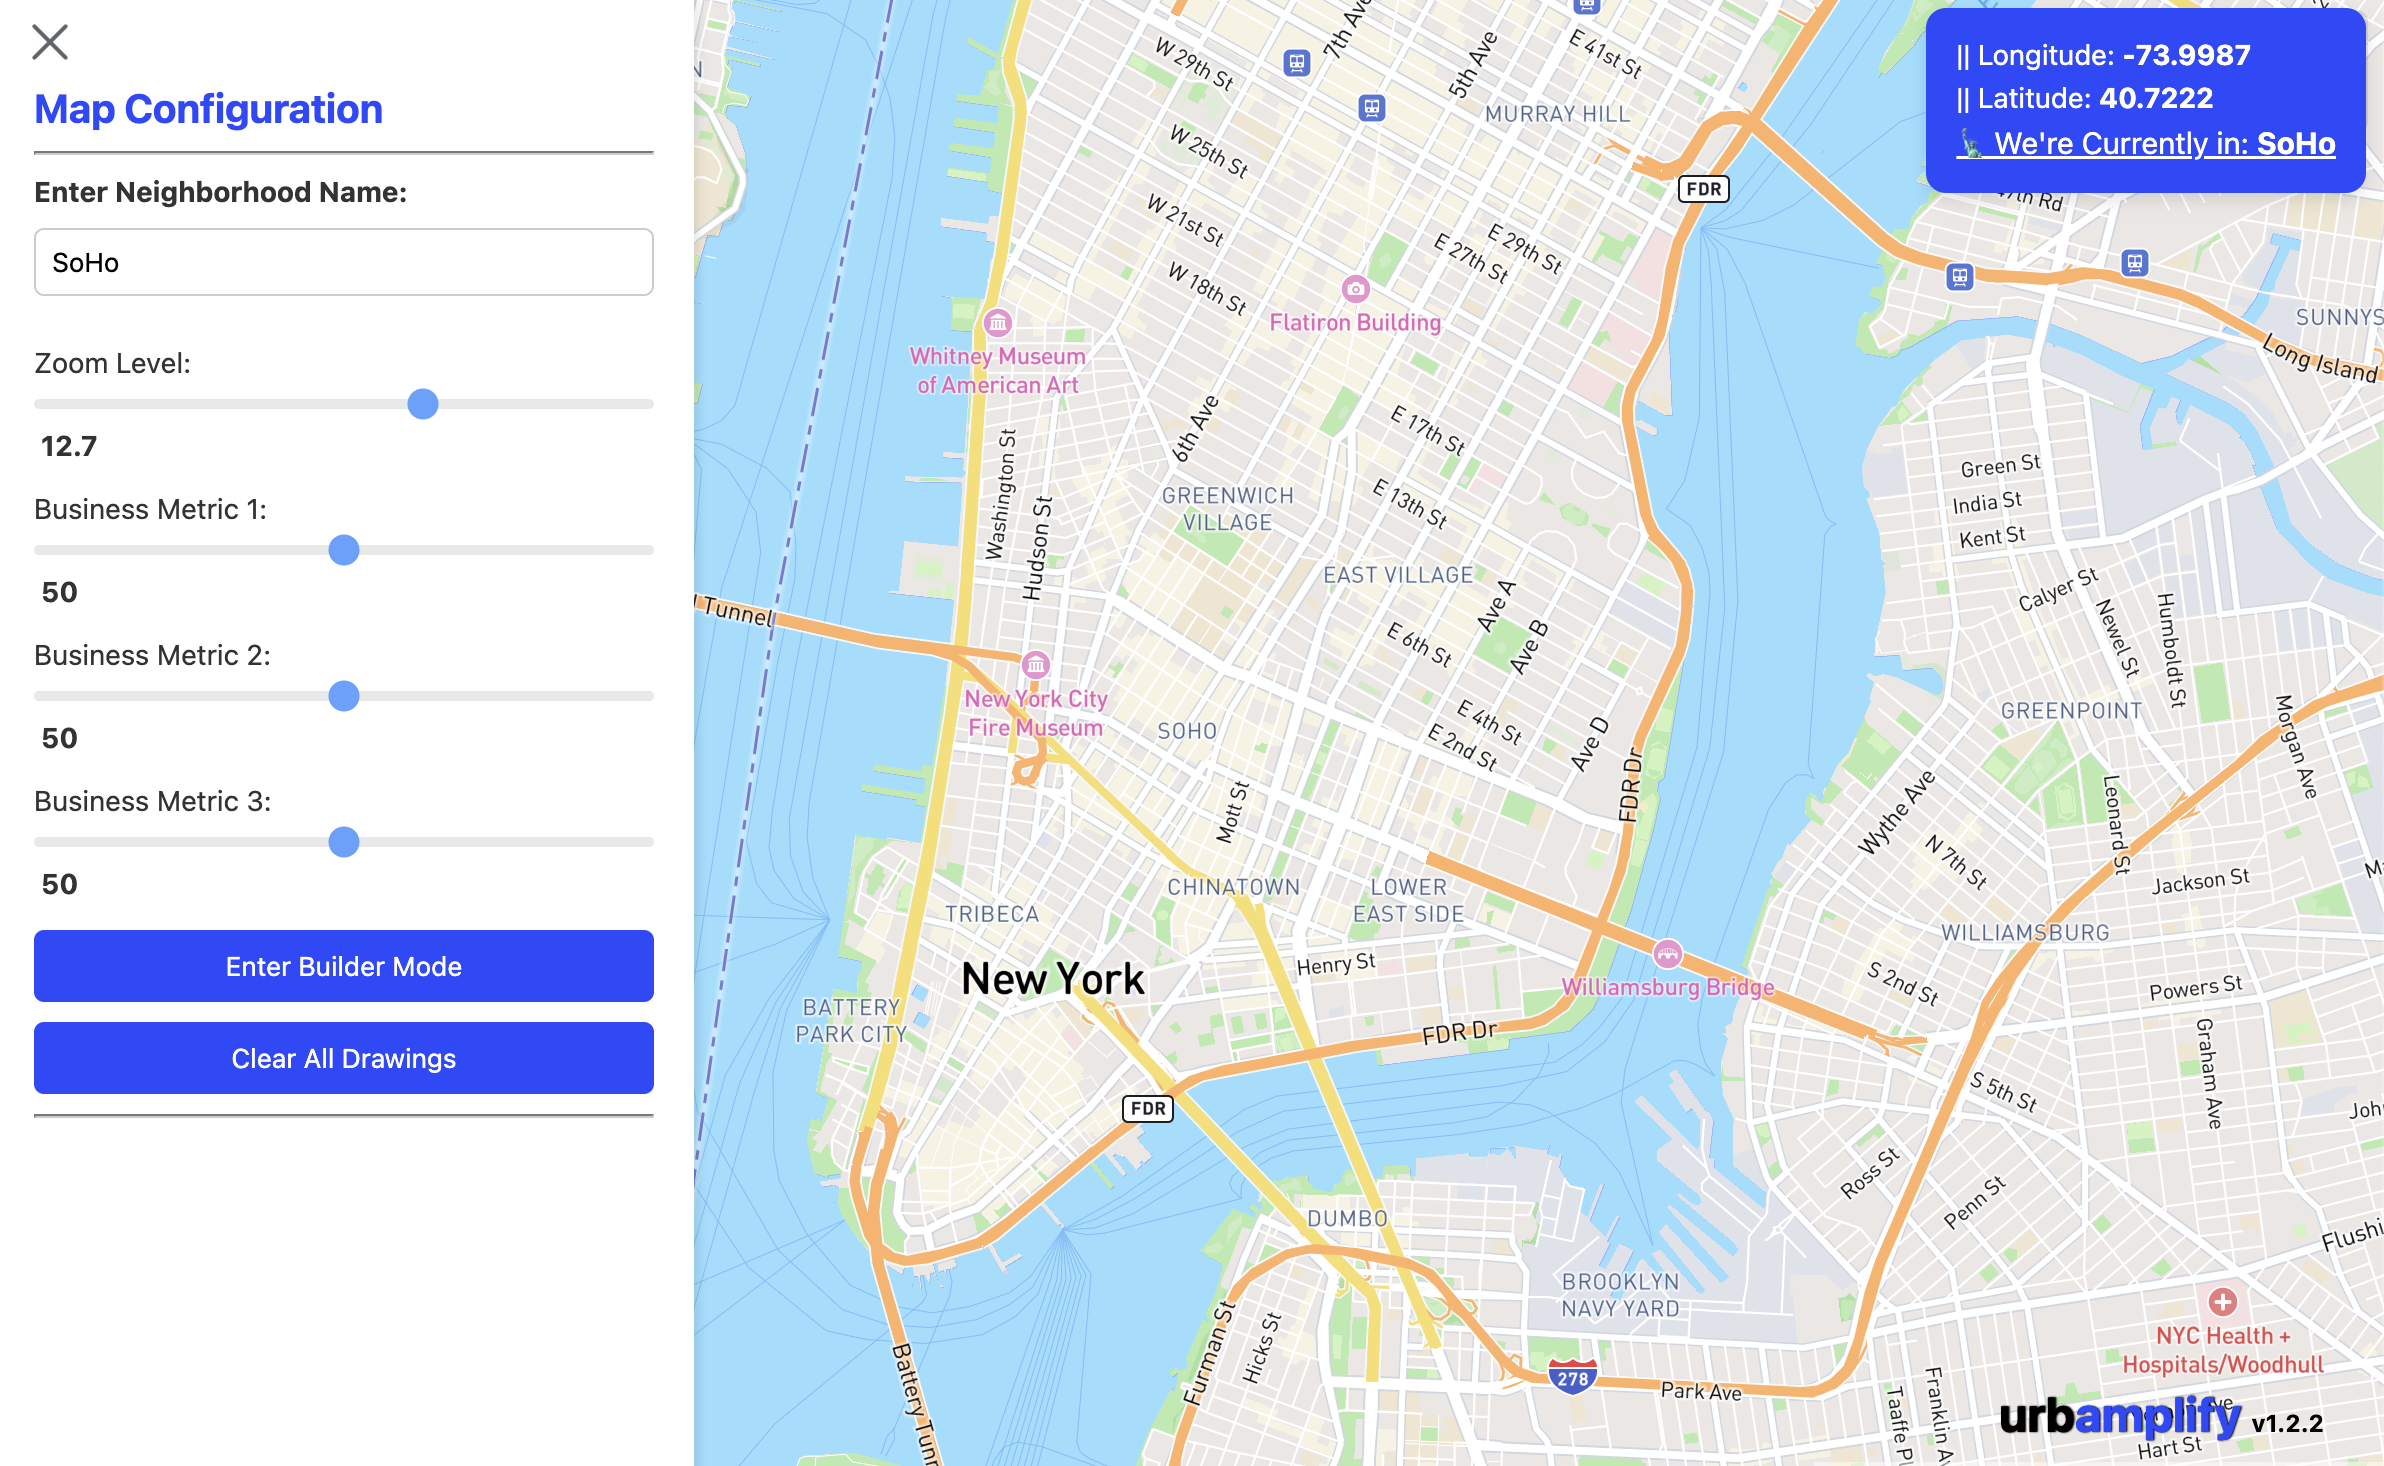 Map Configuration
Enter Neighborhood Name:
SoHo
Zoom Level:
12.7
Business Metric 1:
50
Business Metric 2:
50
Business Metric 3:
50
Enter Builder Mode
Clear All Drawings
|| Longitude: -73.9987
|| Latitude: 40.7222
We're Currently in: SoHo
W 29th St
7th Ave
5th Ave
E 41st St
MURRAY HILL
W 25th St
FDR
47th Rd
W 21st St
E 29th St
E 27th St
W 18th St
Flatiron Building
SUNNYS
Long Island
Whitney Museum
of American Art
6th Ave
E 17th St
Washington St
Hudson St
GREENWICH
VILLAGE
E 13th St
Green St
India St
Kent St
EAST VILLAGE
Ave A
Ave B
Calyer St
Newel St
Humboldt St
Tunnel
E 6th St
New York City
Fire Museum
SOHO
E 4th St
E 2nd St
Ave D
FDR Dr
GREENPOINT
Morgan Ave
Mott St
Wythe Ave
N 7th St
Leonard St
Jackson St
CHINATOWN
LOWER
EAST SIDE
TRIBECA
WILLIAMSBURG
New York
Henry St
Williamsburg Bridge
S 2nd St
Powers St
BATTERY
PARK CITY
FDR Dr
Graham Ave
FDR
S 5th St
Joh
Ross St
Penn St
DUMBO
Flushi
BROOKLYN
NAVY YARD
Furman St
Hicks St
Battery Tunn
278
Park Ave
NYC Health +
Hospitals/Woodhull
Taaffe Pl
Franklin A
urbamplify v1.2.2
Hart St